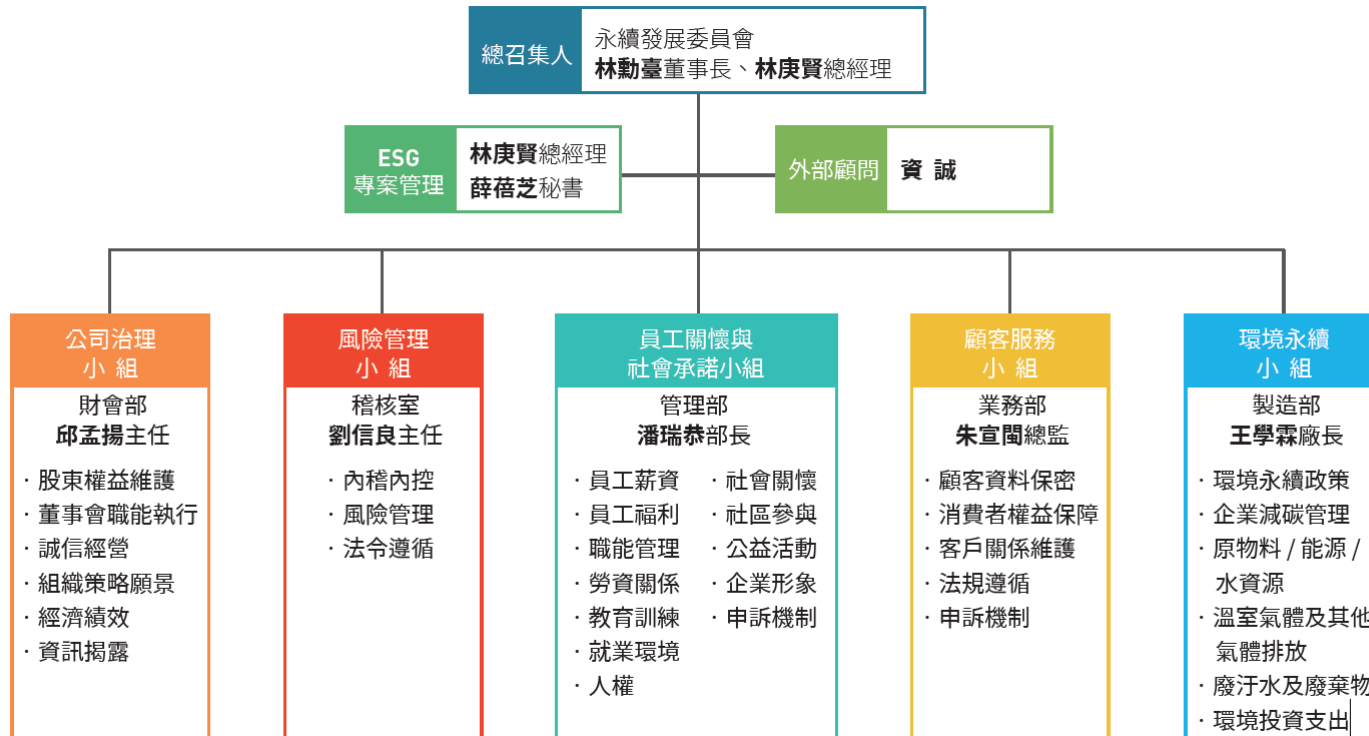 總召集人
永續發展委員會
林勳臺董事長、林庚賢總經理
ESG
專案管理
林庚賢總經理
薛蓓芝秘書
外部顧問
資 誠
公司治理
小 組
財會部
邱孟揚主任
· 股東權益維護
· 董事會職能執行
· 誠信經營
· 組織策略願景
· 經濟績效
· 資訊揭露
風險管理
小 組
稽核室
劉信良主任
· 內稽內控
· 風險管理
· 法令遵循
員工關懷與
社會承諾小組
管理部
潘瑞恭部長
· 員工薪資
· 員工福利
· 職能管理
· 勞資關係
· 教育訓練
· 就業環境
· 人權
· 社會關懷
· 社區參與
· 公益活動
· 企業形象
· 申訴機制
顧客服務
小 組
業務部
朱宣閩總監
· 顧客資料保密
· 消費者權益保障
· 客戶關係維護
· 法規遵循
· 申訴機制
環境永續
小 組
製造部
王學霖廠長
· 環境永續政策
· 企業減碳管理
· 原物料 / 能源 /
水資源
· 溫室氣體及其他
氣體排放
· 廢汙水及廢棄物
· 環境投資支出